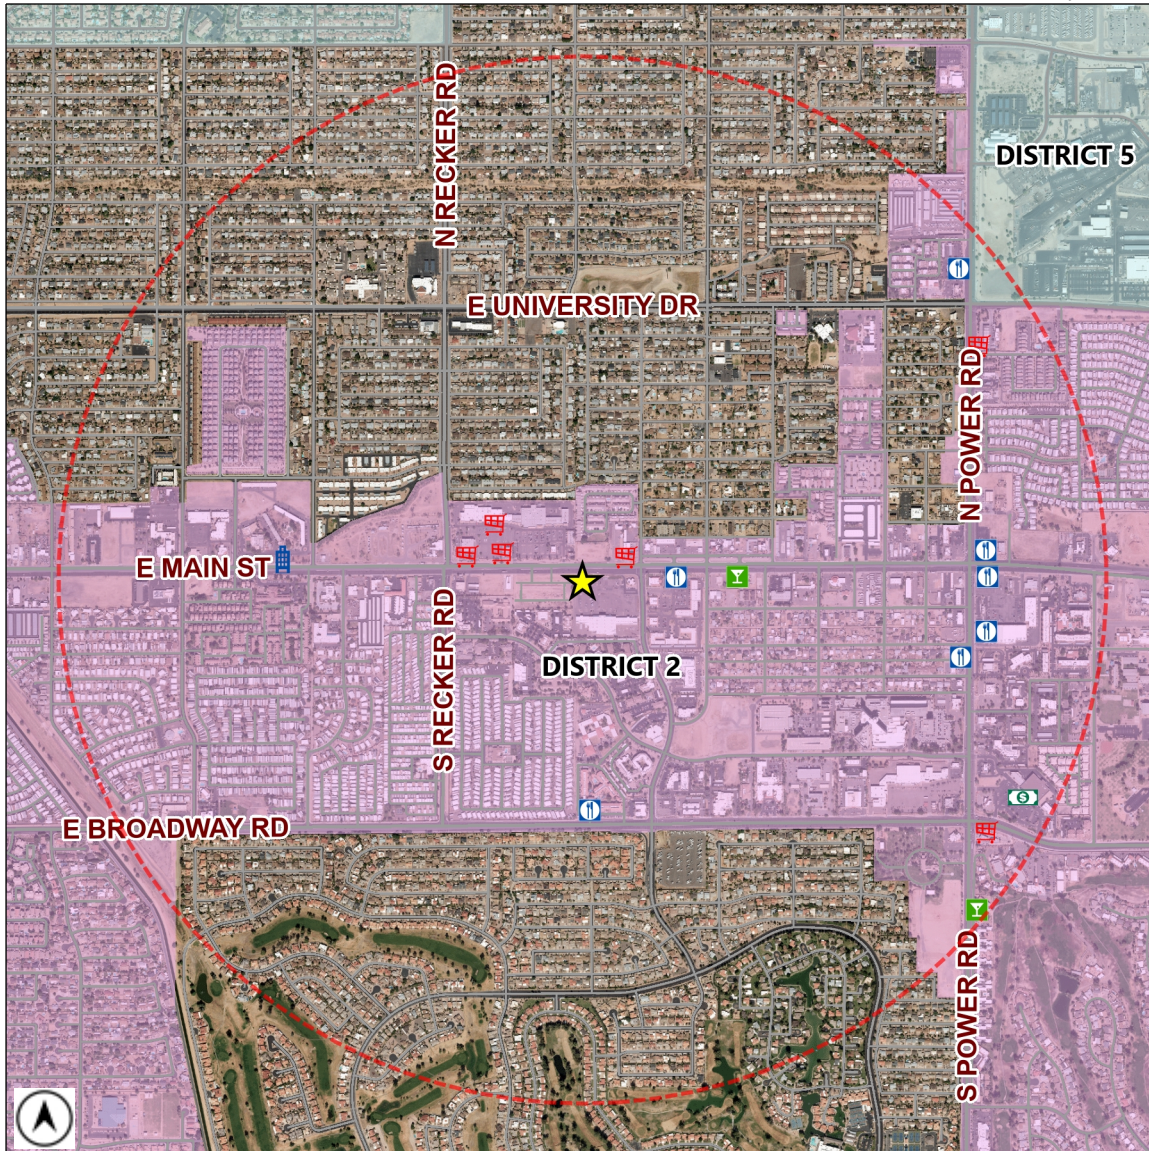 N RECKER RD
DISTRICT 5
E UNIVERSITY DR
N POWER RD
E MAIN ST
S RECKER RD
DISTRICT 2
$
E BROADWAY RD
S POWER RD